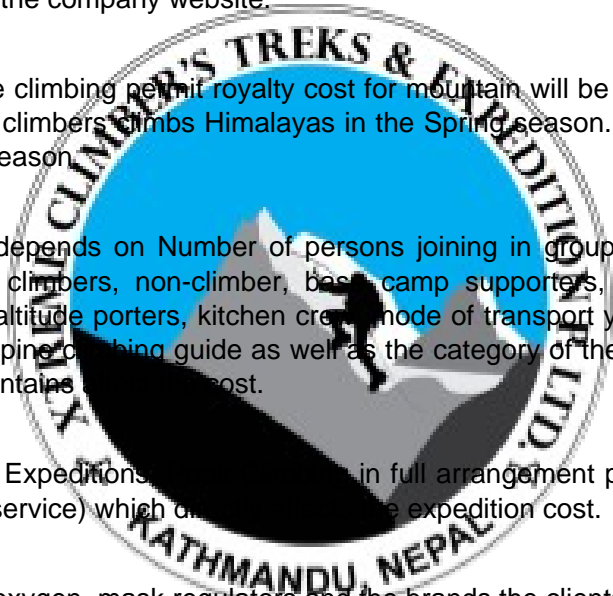 the company website.
climbing permit royalty cost for mountain will be
climbers climbs Himalayas in the Spring season.
eason.
depends on Number of persons joining in group
climbers, non-climber, base camp supporters,
altitude porters, kitchen crew mode of transport y
climbing guide as well as the category of the
ntains cost.
Expeditions in full arrangement p
service) which expedition cost.
oxygen, mask regulators and the brands the client
XTREME CLIMBER'S TREKS & EXPEDITION P. LTD.
KATHMANDU, NEPAL